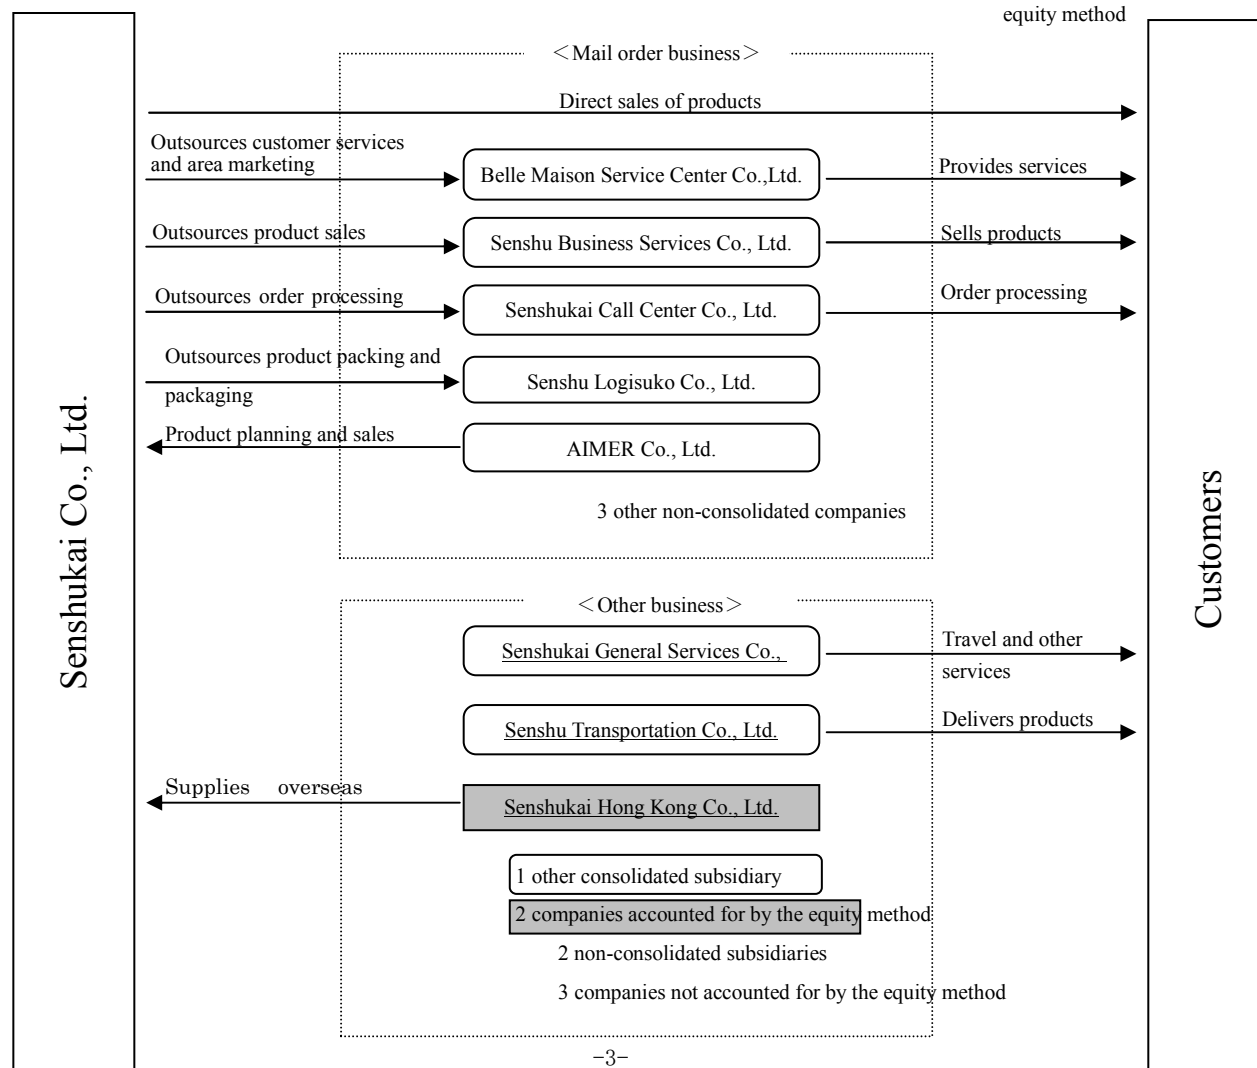 equity method
<Mail order business>
Direct sales of products
Outsources customer services
and area marketing
Belle Maison Service Center Co.,Ltd.
Provides services
Outsources product sales
Senshu Business Services Co., Ltd.
Sells products
Outsources order processing
Senshukai Call Center Co., Ltd.
Order processing
Outsources product packing and
packaging
Senshu Logisuko Co., Ltd.
Product planning and sales
AIMER Co., Ltd.
3 other non-consolidated companies
Senshukai Co., Ltd.
Customers
<Other business>
Senshukai General Services Co.,
Travel and other
services
Senshu Transportation Co., Ltd.
Delivers products
Supplies overseas
Senshukai Hong Kong Co., Ltd.
1 other consolidated subsidiary
2 companies accounted for by the equity method
2 non-consolidated subsidiaries
3 companies not accounted for by the equity method
-3-